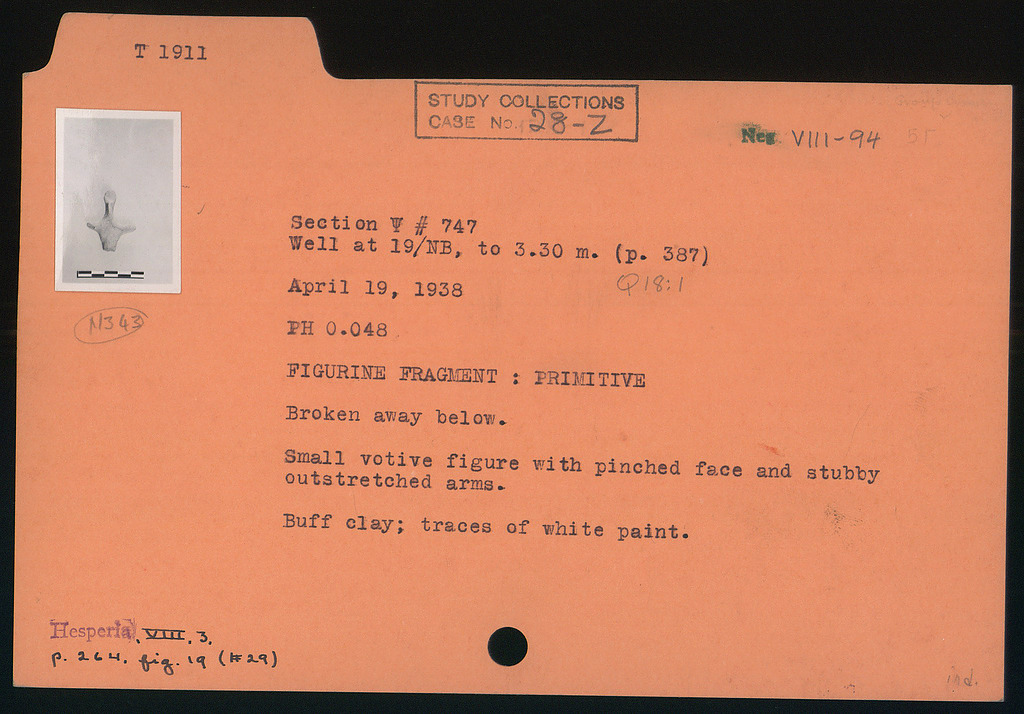 T 1911
STUDY COLLECTIONS
CASE No. 28-Z
Neg VIII-94
Section Ψ # 747
Well at 19/NB, to 3.30 m. (p. 387)
Q18:1
April 19, 1938
N343
PH 0.048
FIGURINE FRAGMENT : PRIMITIVE
Broken away below.
Small votive figure with pinched face and stubby
outstretched arms.
Buff clay; traces of white paint.
Hesperia, VIII, 3,
p. 264. fig. 19 (#29)